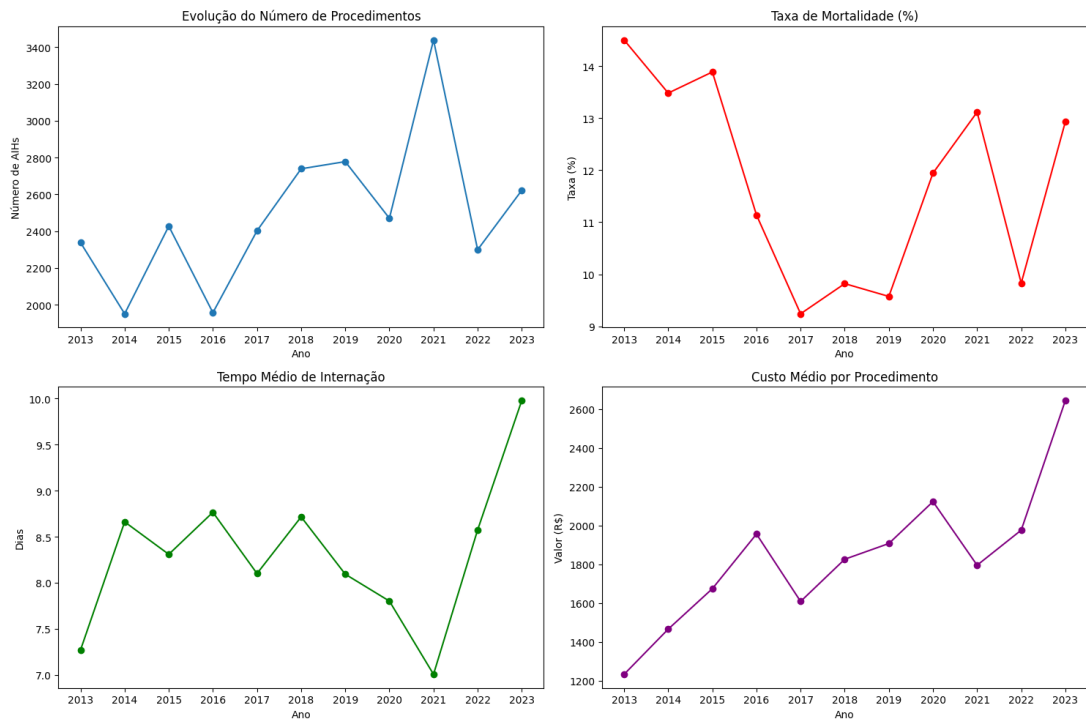 Evolução do Número de Procedimentos
Número de AIHs
3400
3200
3000
2800
2600
2400
2200
2000
2013 2014 2015 2016 2017 2018 2019 2020 2021 2022 2023
Ano
Taxa de Mortalidade (%)
Taxa (%)
14
13
12
11
10
9
2013 2014 2015 2016 2017 2018 2019 2020 2021 2022 2023
Ano
Tempo Médio de Internação
Dias
10.0
9.5
9.0
8.5
8.0
7.5
7.0
2013 2014 2015 2016 2017 2018 2019 2020 2021 2022 2023
Ano
Custo Médio por Procedimento
Valor (R$)
2600
2400
2200
2000
1800
1600
1400
1200
2013 2014 2015 2016 2017 2018 2019 2020 2021 2022 2023
Ano